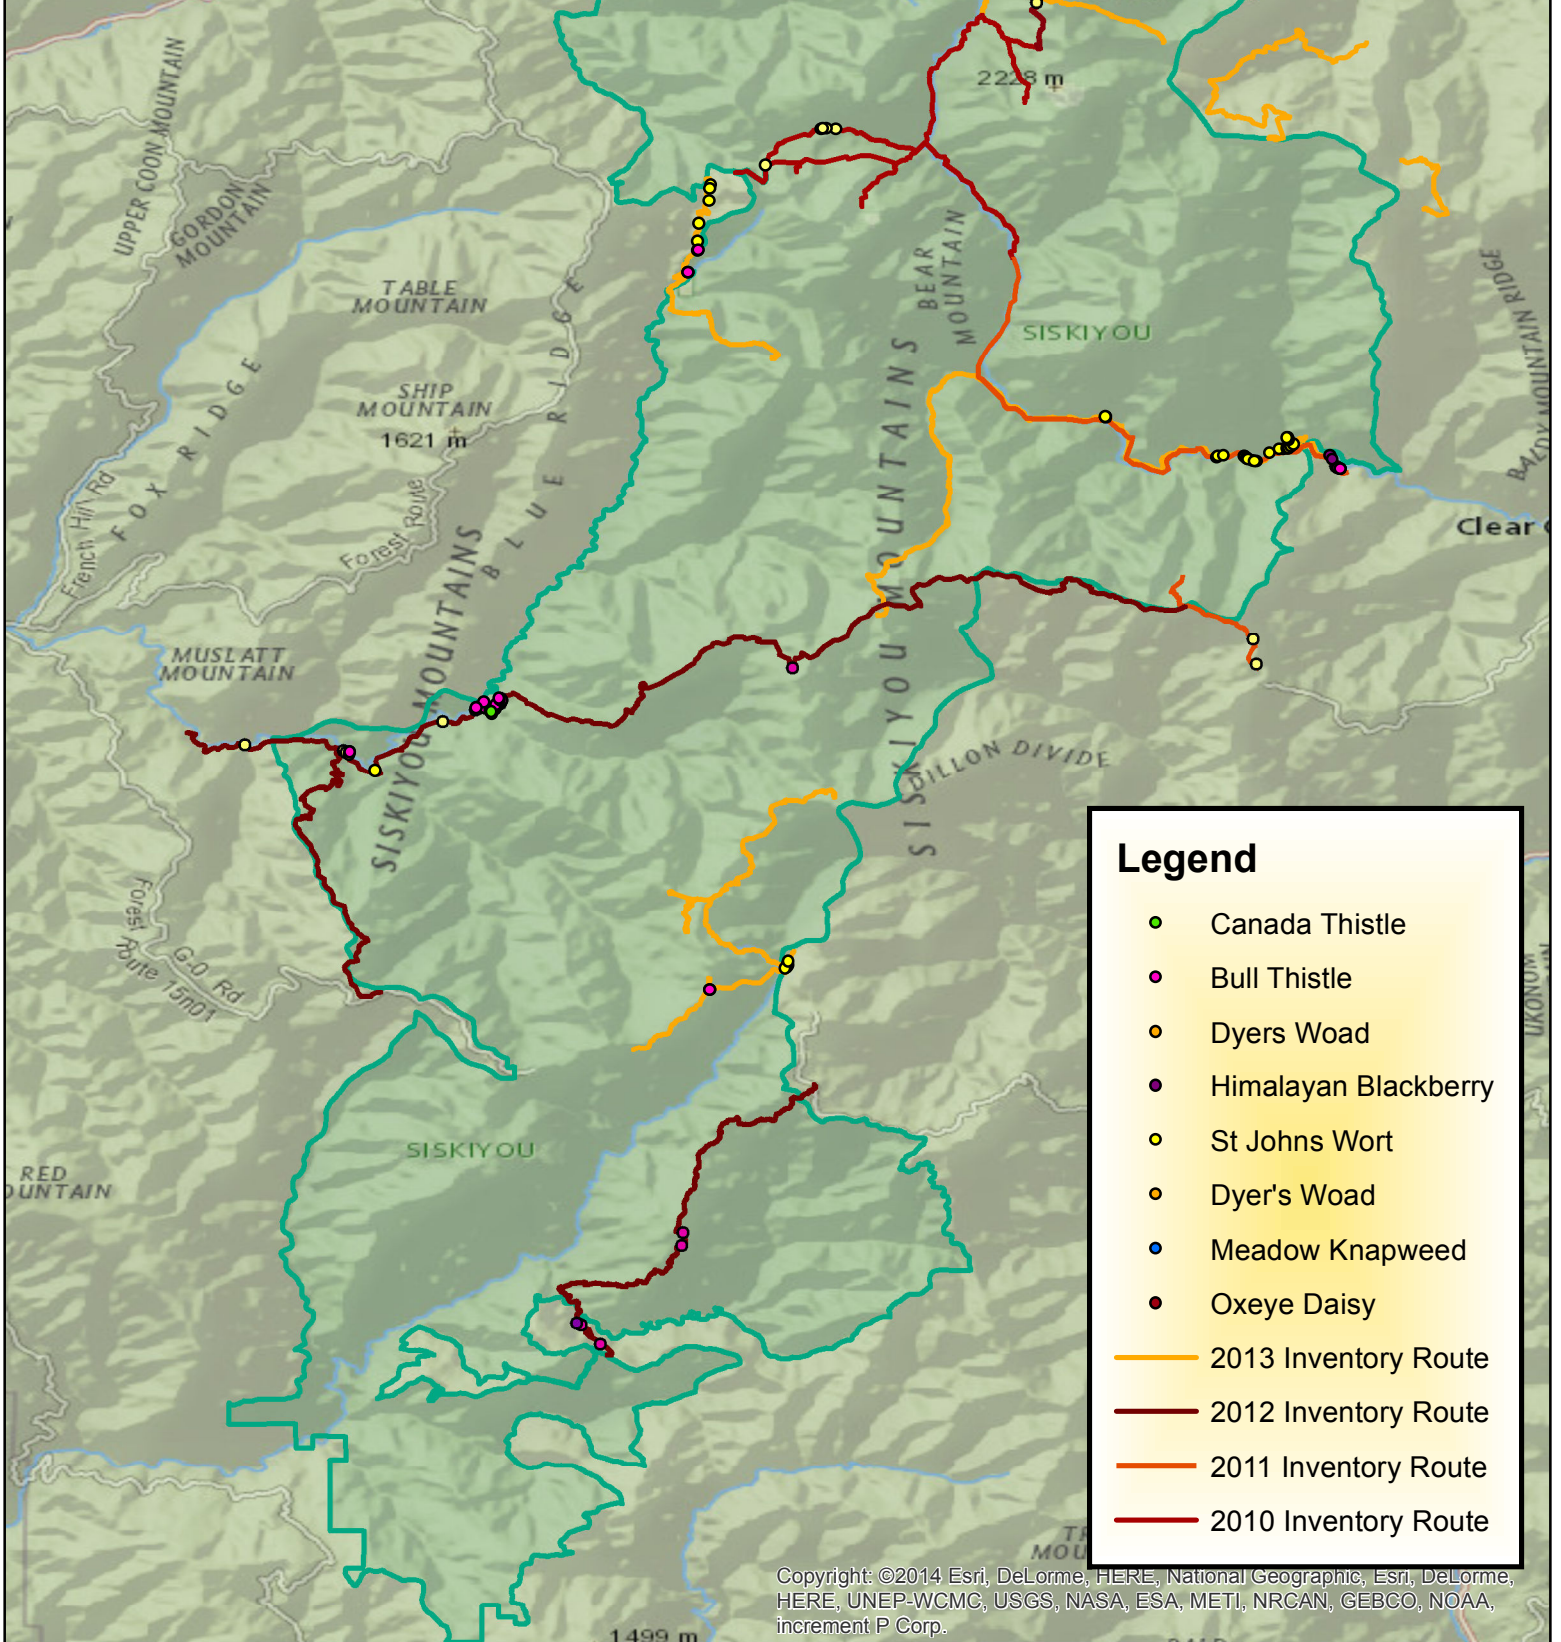 2228 m
UPPER COON MOUNTAIN
GORDON
MOUNTAIN
BEAR
MOUNTAIN
TABLE
MOUNTAIN
SISKIYOU
BALDY MOUNTAIN RIDGE
SHIP
MOUNTAIN
1621 m
FOX RIDGE
BLUE RIDGE
French Hill Rd
Forest Route
Clear
SISKIYOU MOUNTAINS
SISKIYOU MOUNTAINS
MUSLATT
MOUNTAIN
DILLON DIVIDE
Forest
Route 15n01
G-O Rd
UKONOM
SISKIYOU
RED
OUNTAIN
Legend
Canada Thistle
Bull Thistle
Dyers Woad
Himalayan Blackberry
St Johns Wort
Dyer's Woad
Meadow Knapweed
Oxeye Daisy
2013 Inventory Route
2012 Inventory Route
2011 Inventory Route
2010 Inventory Route
MOU
Copyright: ©2014 Esri, DeLorme, HERE, National Geographic, Esri, DeLorme,
HERE, UNEP-WCMC, USGS, NASA, ESA, METI, NRCAN, GEBCO, NOAA,
increment P Corp.
1499 m